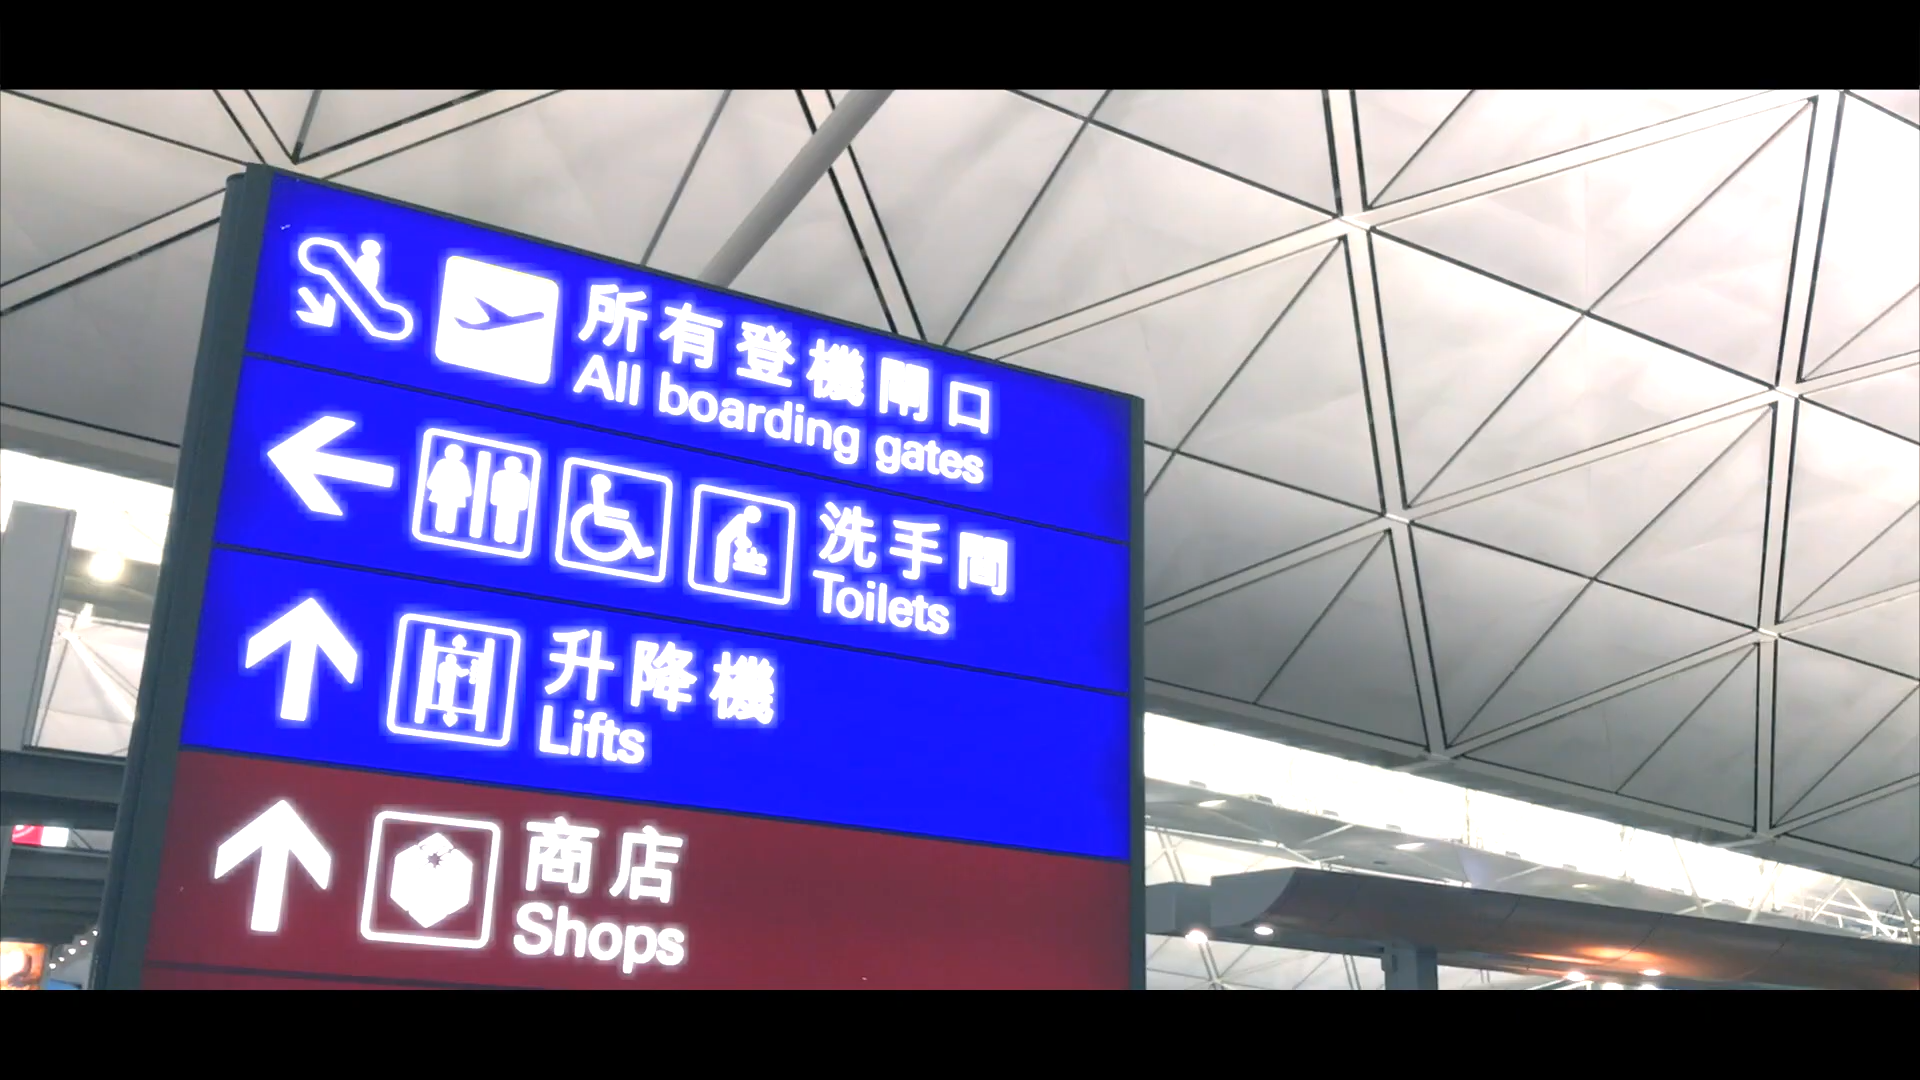 所有登機閘口
All boarding gates
洗手間
Toilets
升降機
Lifts
商店
Shops